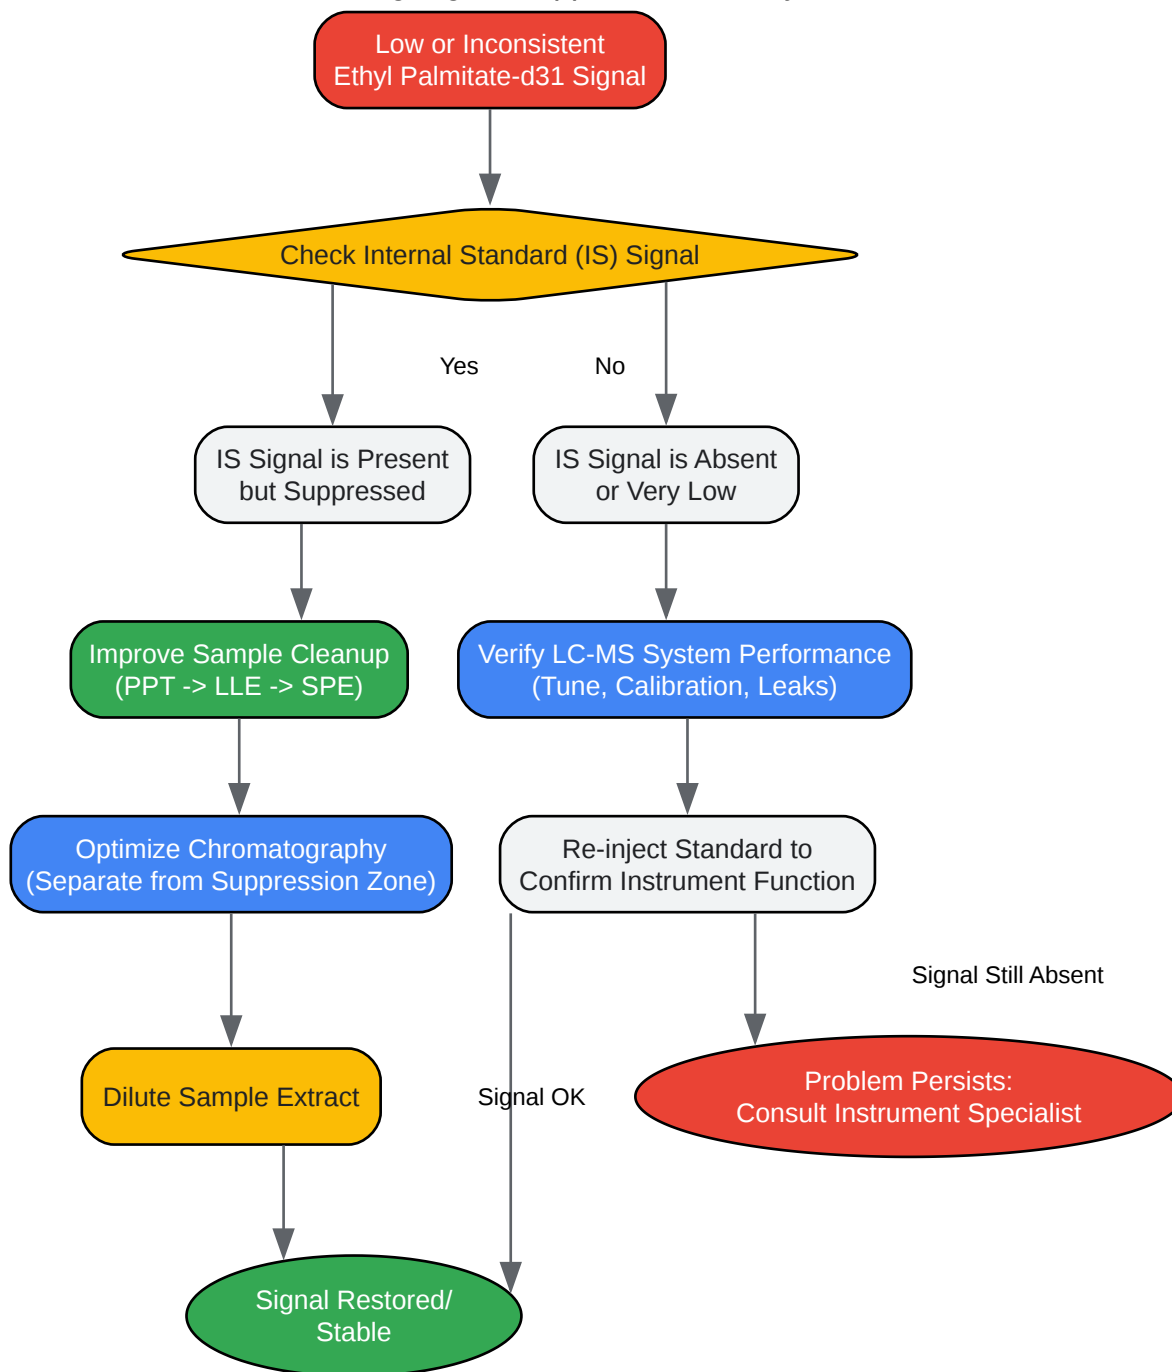 Low or Inconsistent
Ethyl Palmitate-d31 Signal
Check Internal Standard (IS) Signal
Yes
No
IS Signal is Present
but Suppressed
IS Signal is Absent
or Very Low
Improve Sample Cleanup
(PPT -> LLE -> SPE)
Verify LC-MS System Performance
(Tune, Calibration, Leaks)
Optimize Chromatography
(Separate from Suppression Zone)
Re-inject Standard to
Confirm Instrument Function
Signal Still Absent
Dilute Sample Extract
Signal OK
Problem Persists:
Consult Instrument Specialist
Signal Restored/
Stable